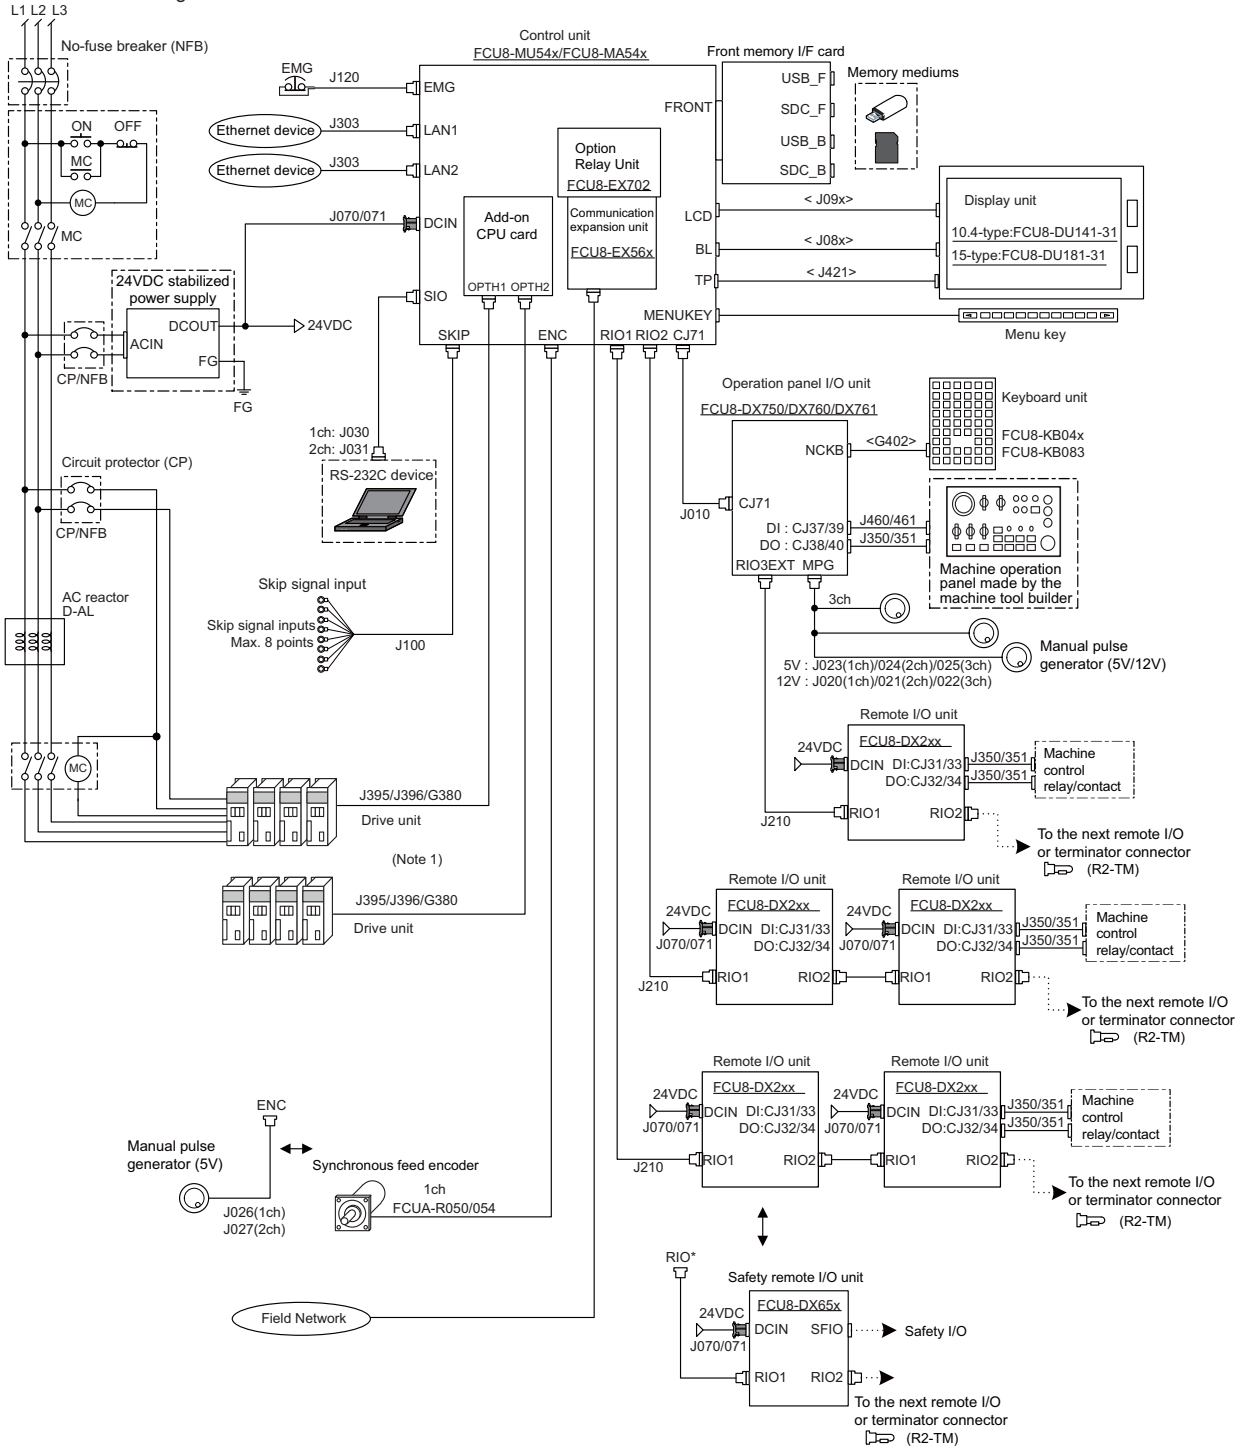 L1 L2 L3
No-fuse breaker (NFB)
ON OFF
MC
MC
MC
24VDC stabilized
power supply
DCOUT
ACIN
FG
24VDC
CP/NFB
FG
Circuit protector (CP)
CP/NFB
AC reactor
D-AL
MC
Control unit
FCU8-MU54x/FCU8-MA54x
EMG
J120
EMG
Ethernet device
J303
LAN1
Ethernet device
J303
LAN2
J070/071
DCIN
SIO
SKIP
ENC
RIO1 RIO2 CJ71
Add-on
CPU card
OPTH1 OPTH2
Option
Relay Unit
FCU8-EX702
Communication
expansion unit
FCU8-EX56x
FRONT
LCD
BL
TP
MENUKEY
Front memory I/F card
USB_F
SDC_F
USB_B
SDC_B
Memory mediums
< J09x>
< J08x>
< J421>
Display unit
10.4-type:FCU8-DU141-31
15-type:FCU8-DU181-31
Menu key
1ch: J030
2ch: J031
RS-232C device
Skip signal input
Skip signal inputs
Max. 8 points
J100
Operation panel I/O unit
FCU8-DX750/DX760/DX761
NCKB
<G402>
Keyboard unit
FCU8-KB04x
FCU8-KB083
CJ71
J010
DI : CJ37/39
J460/461
DO : CJ38/40
J350/351
RIO3EXT MPG
Machine operation
panel made by the
machine tool builder
3ch
Manual pulse
generator (5V/12V)
5V : J023(1ch)/024(2ch)/025(3ch)
12V : J020(1ch)/021(2ch)/022(3ch)
Remote I/O unit
FCU8-DX2xx
24VDC
DCIN DI:CJ31/33
DO:CJ32/34
J350/351
J350/351
Machine
control
relay/contact
J210
RIO1
RIO2
To the next remote I/O
or terminator connector
(R2-TM)
J395/J396/G380
Drive unit
(Note 1)
J395/J396/G380
Drive unit
Remote I/O unit
FCU8-DX2xx
24VDC
DCIN DI:CJ31/33
J070/071
DO:CJ32/34
J210
RIO1
RIO2
Remote I/O unit
FCU8-DX2xx
24VDC
DCIN DI:CJ31/33
J070/071
DO:CJ32/34
J350/351
J350/351
Machine
control
relay/contact
RIO1
RIO2
To the next remote I/O
or terminator connector
(R2-TM)
Remote I/O unit
FCU8-DX2xx
24VDC
DCIN DI:CJ31/33
J070/071
DO:CJ32/34
J210
RIO1
RIO2
Remote I/O unit
FCU8-DX2xx
24VDC
DCIN DI:CJ31/33
J070/071
DO:CJ32/34
J350/351
J350/351
Machine
control
relay/contact
RIO1
RIO2
To the next remote I/O
or terminator connector
(R2-TM)
ENC
Manual pulse
generator (5V)
J026(1ch)
J027(2ch)
Synchronous feed encoder
1ch
FCUA-R050/054
Field Network
RIO*
Safety remote I/O unit
FCU8-DX65x
24VDC
DCIN
SFIO
J070/071
Safety I/O
RIO1
RIO2
To the next remote I/O
or terminator connector
(R2-TM)